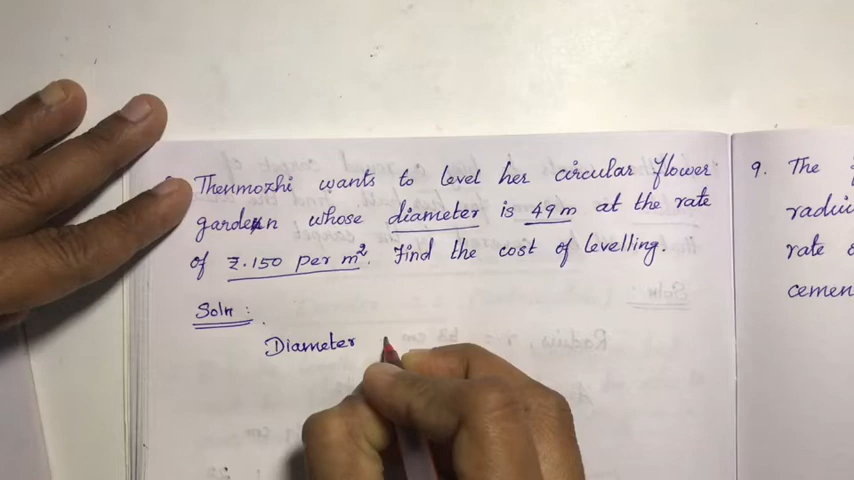 Thenmozhi wants to level her circular flower
garden whose diameter is 49m at the rate
of ₹.150 per m². Find the cost of levelling.
Soln :
Diameter
9. The
radiu
rate
cemen